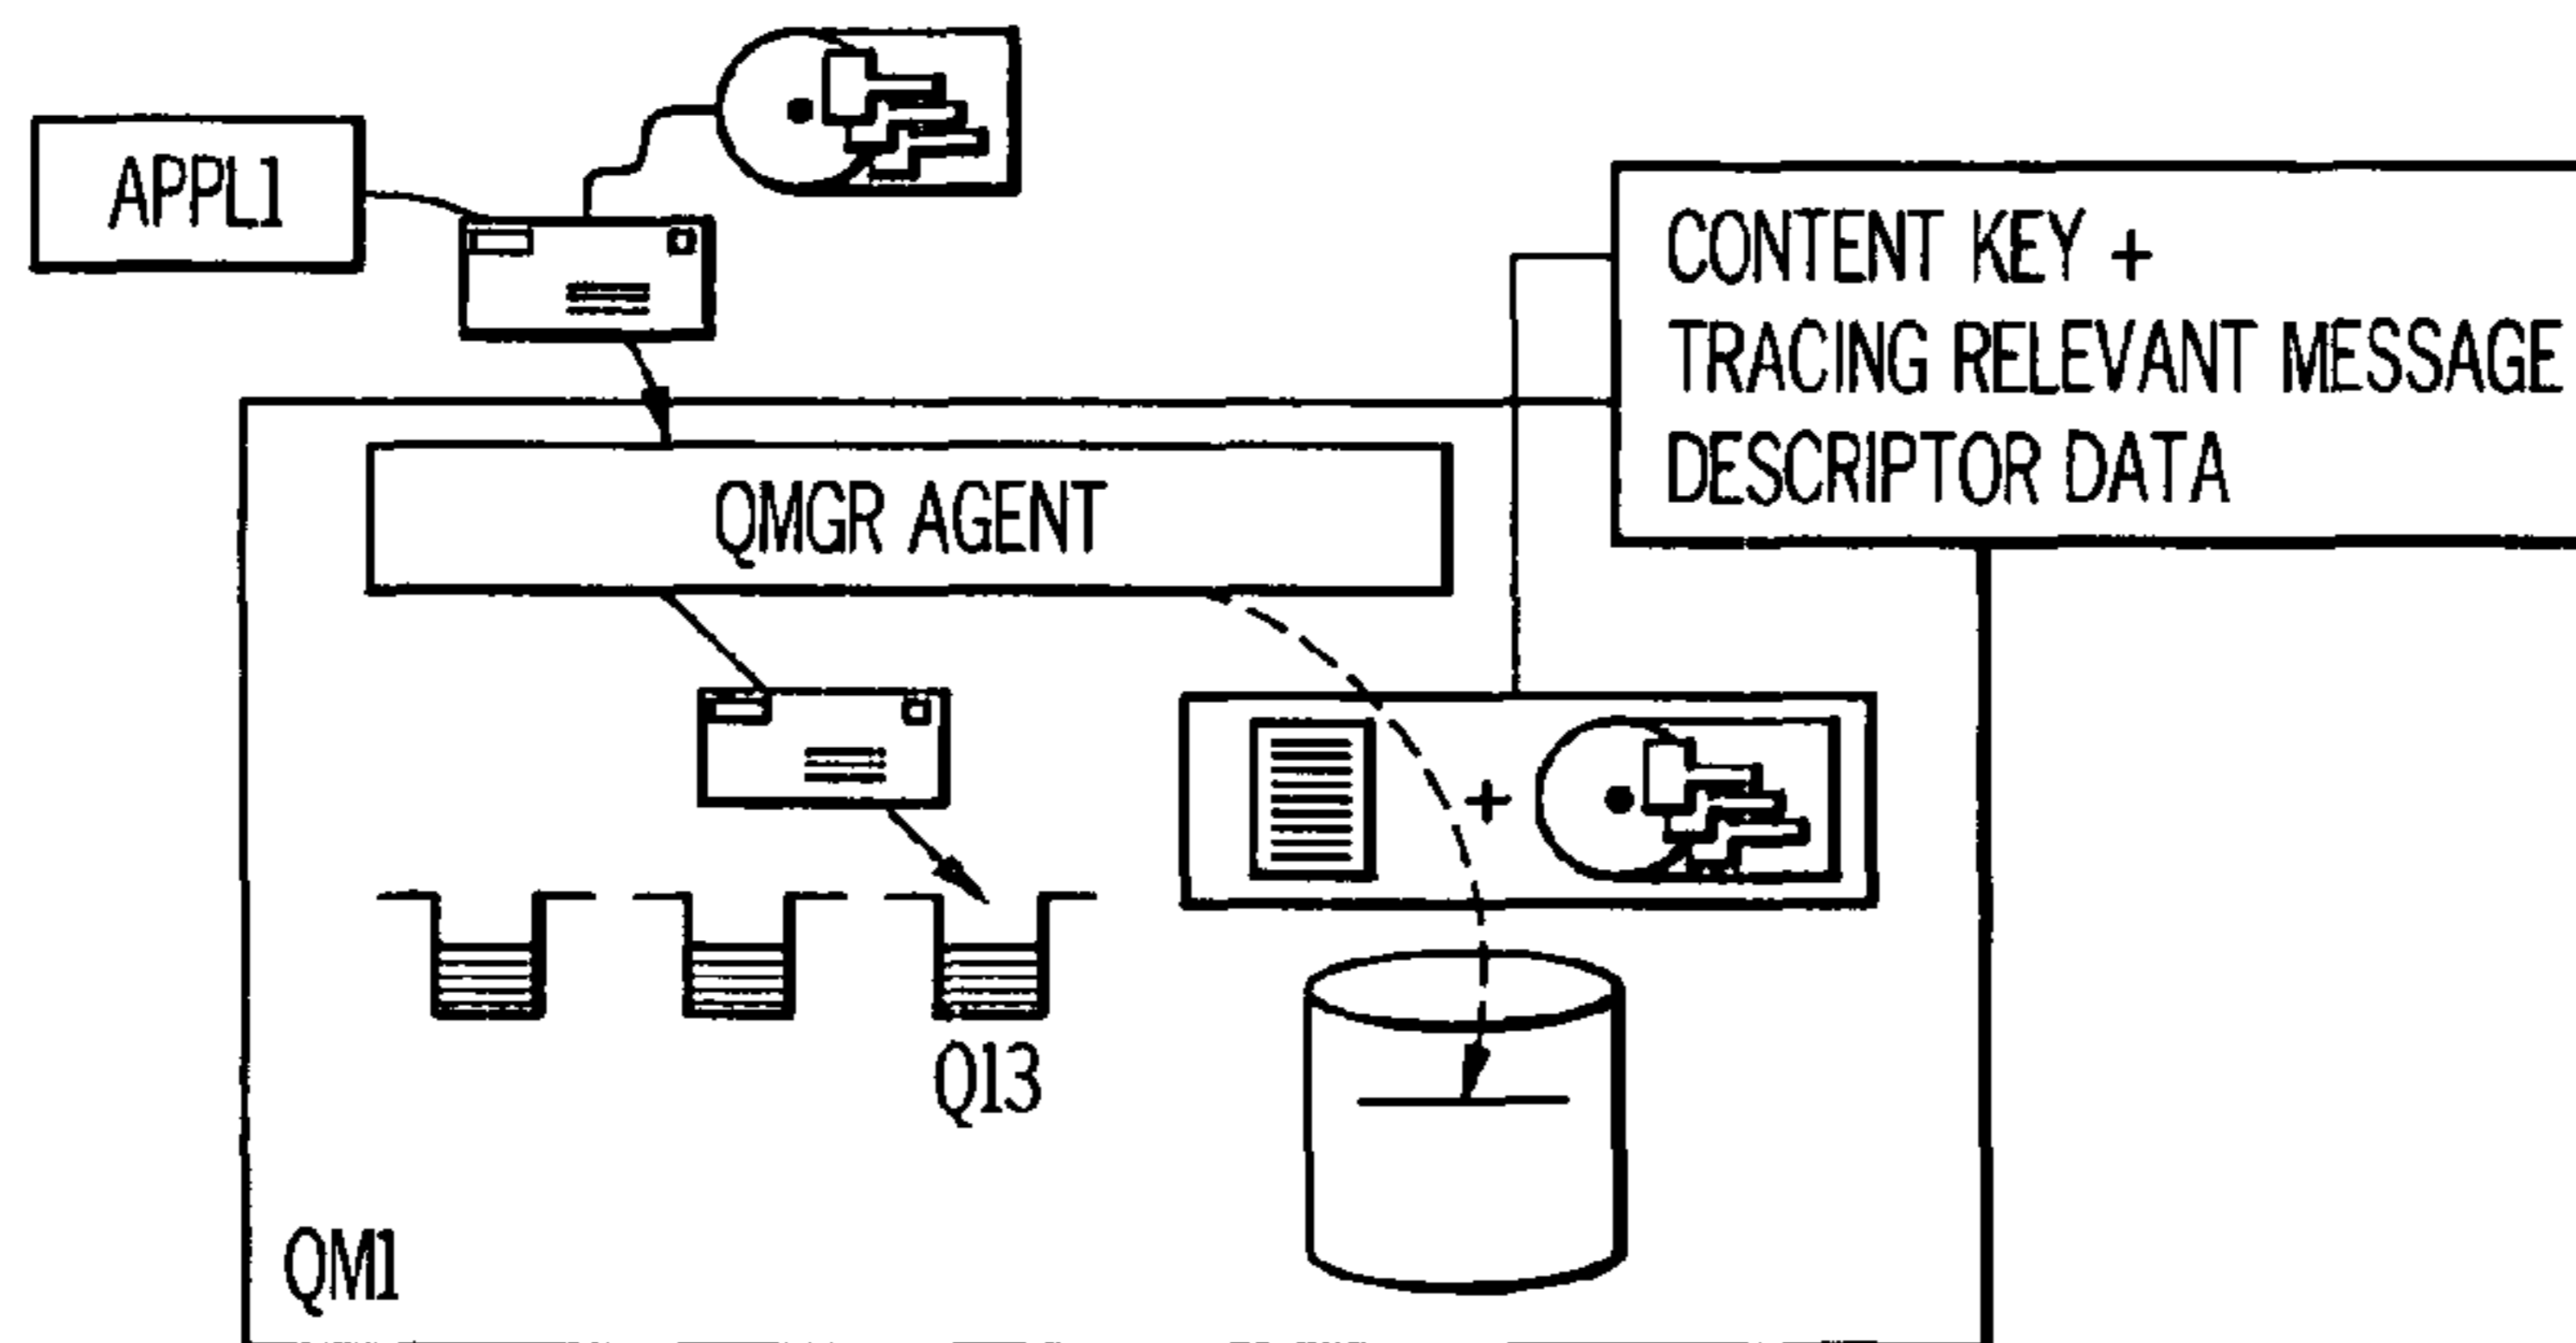 APPL1
CONTENT KEY +
TRACING RELEVANT MESSAGE
DESCRIPTOR DATA
QMGR AGENT
+
Q13
QM1